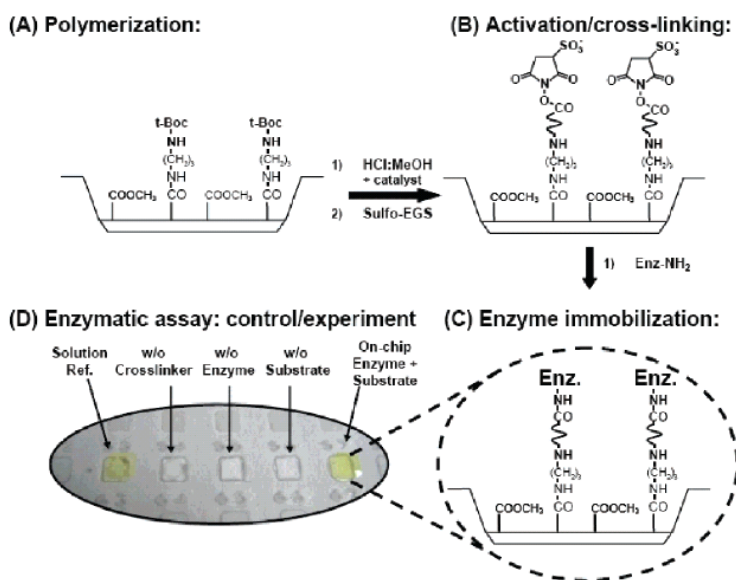 (A) Polymerization:
(B) Activation/cross-linking:
t-Boc t-Boc
NH NH
(CH₂)₃ (CH₂)₃
NH NH
COOCH₃ CO COOCH₃ CO
1) HCl:MeOH
+ catalyst
2) Sulfo-EGS
SO₃⁻ SO₃⁻
O N O O N O
O CO O CO
NH NH
(CH₂)₃ (CH₂)₃
NH NH
COOCH₃ CO COOCH₃ CO
1) Enz-NH₂
(D) Enzymatic assay: control/experiment
(C) Enzyme immobilization:
Solution
Ref.
w/o
Crosslinker
w/o
Enzyme
w/o
Substrate
On-chip
Enzyme +
Substrate
Enz. Enz.
NH NH
CO CO
NH NH
(CH₂)₃ (CH₂)₃
NH NH
COOCH₃ CO COOCH₃ CO